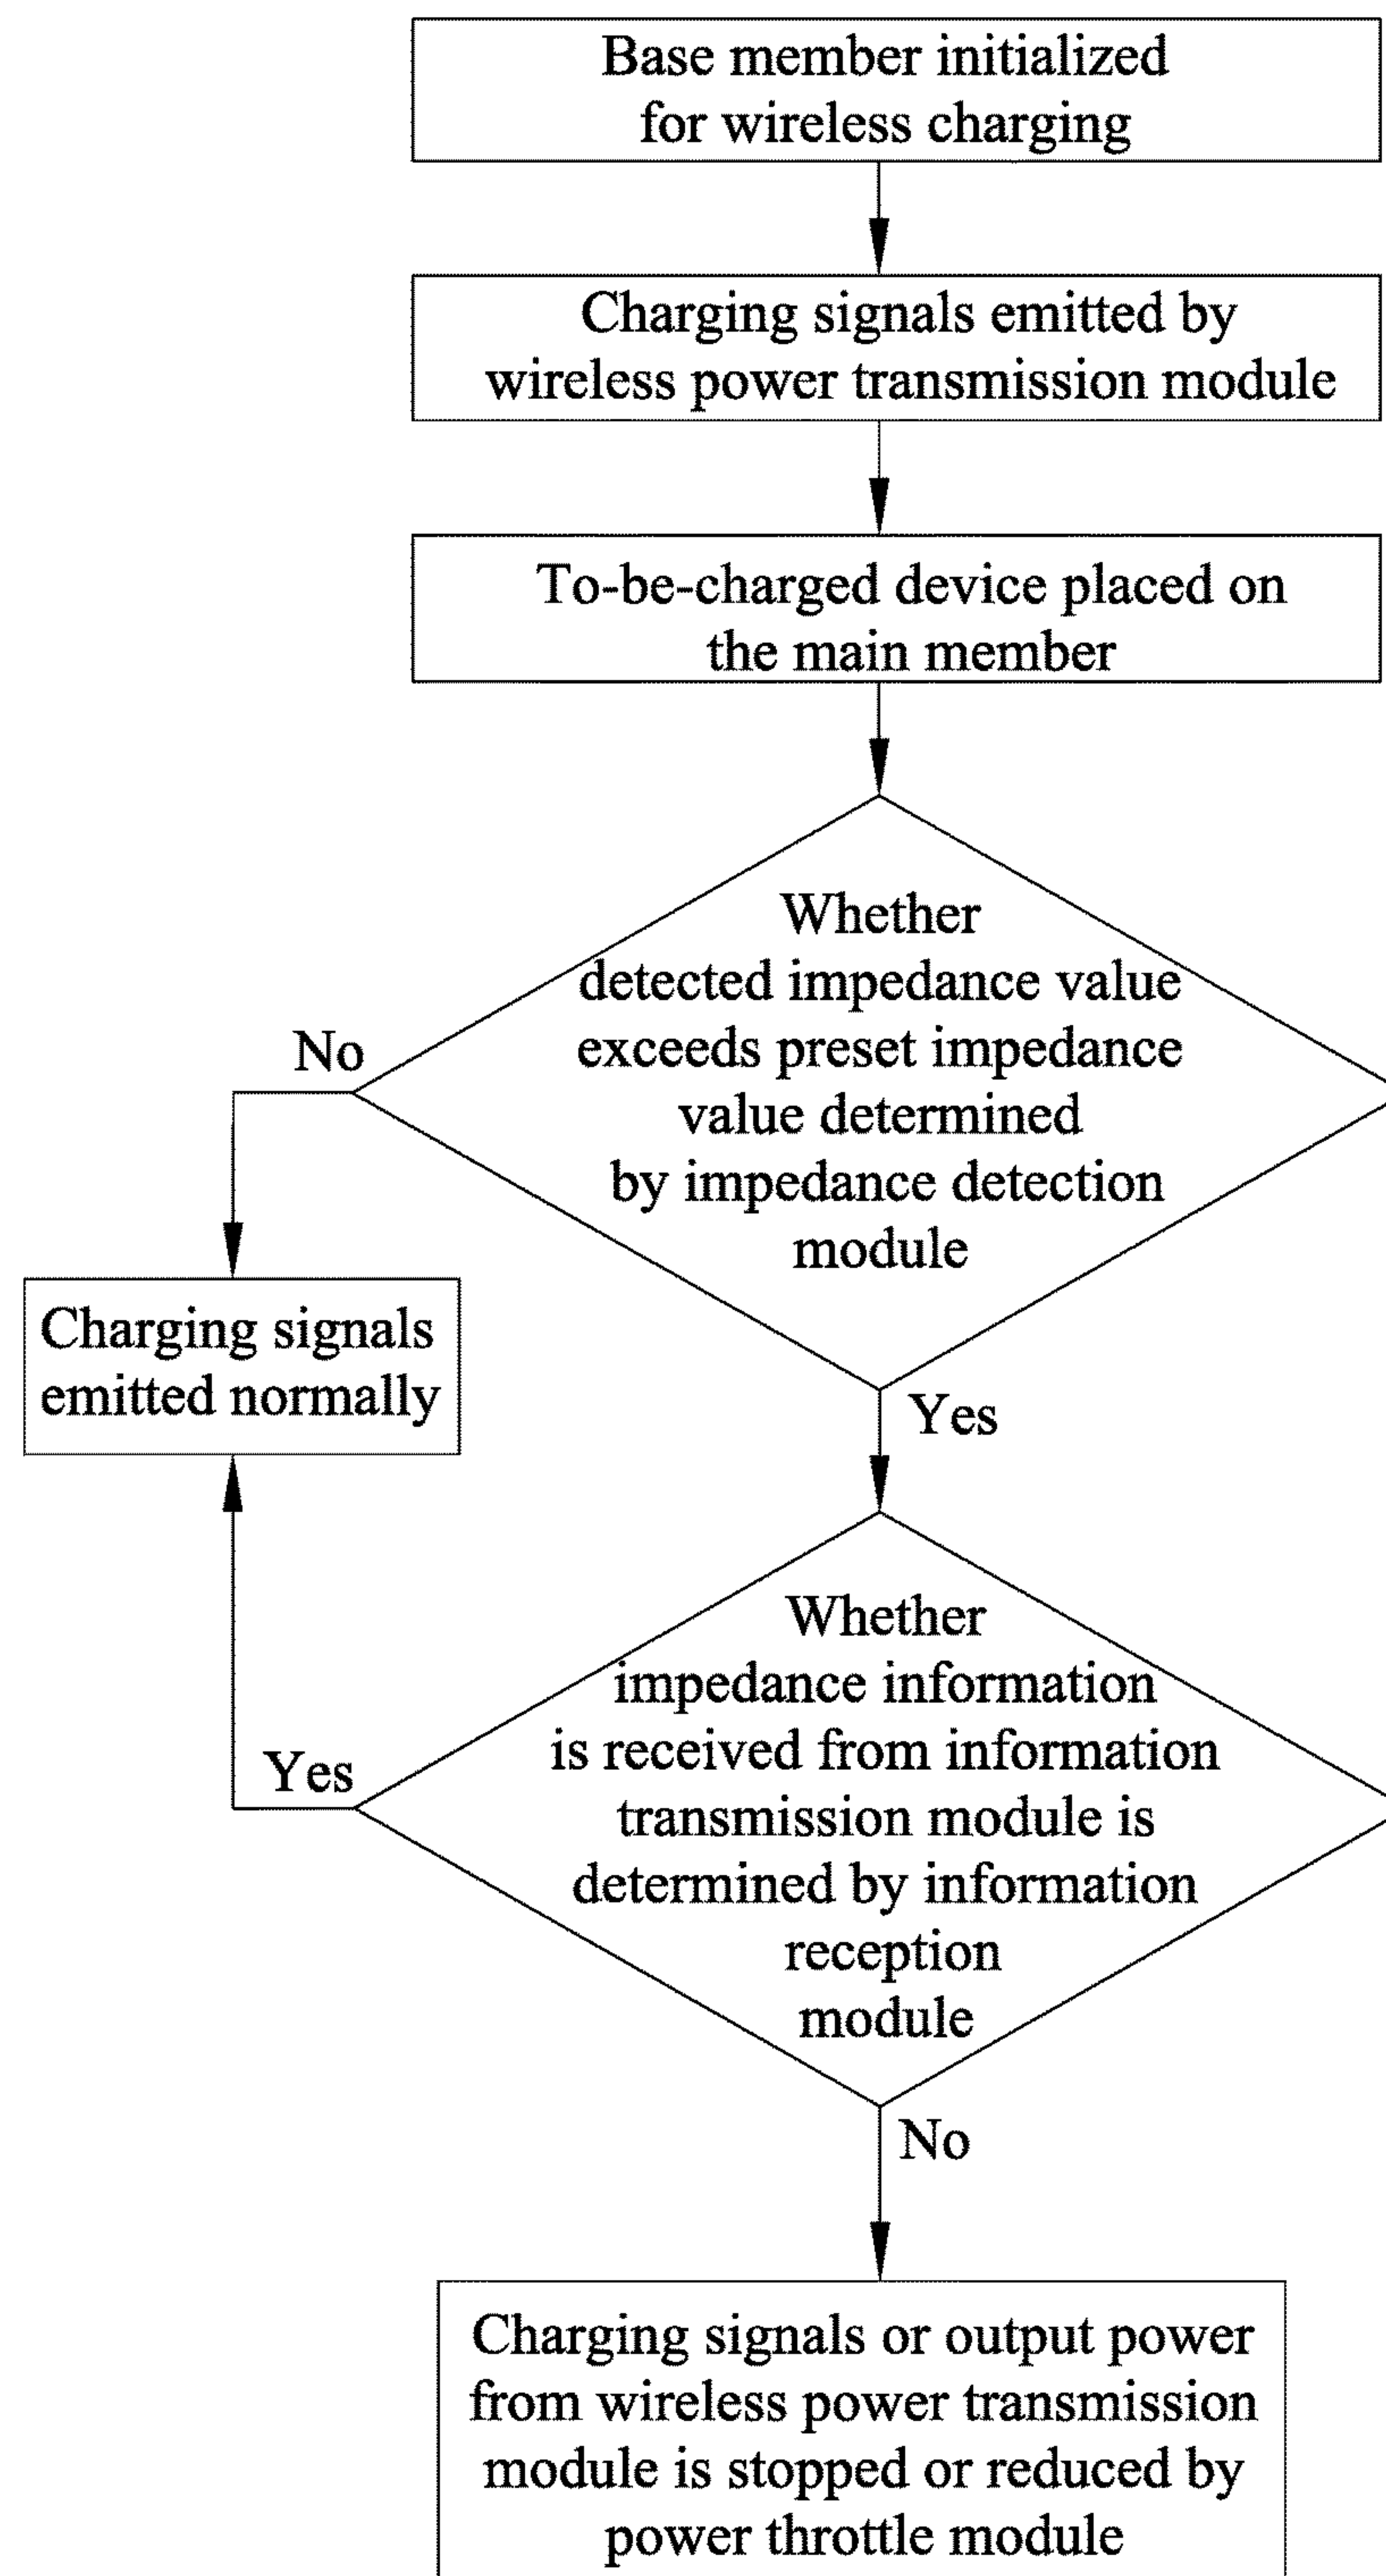 Base member initialized
for wireless charging
Charging signals emitted by
wireless power transmission module
To-be-charged device placed on
the main member
Whether
detected impedance value
exceeds preset impedance
value determined
by impedance detection
module
No
Charging signals
emitted normally
Yes
Whether
impedance information
is received from information
transmission module is
determined by information
reception
module
Yes
No
Charging signals or output power
from wireless power transmission
module is stopped or reduced by
power throttle module